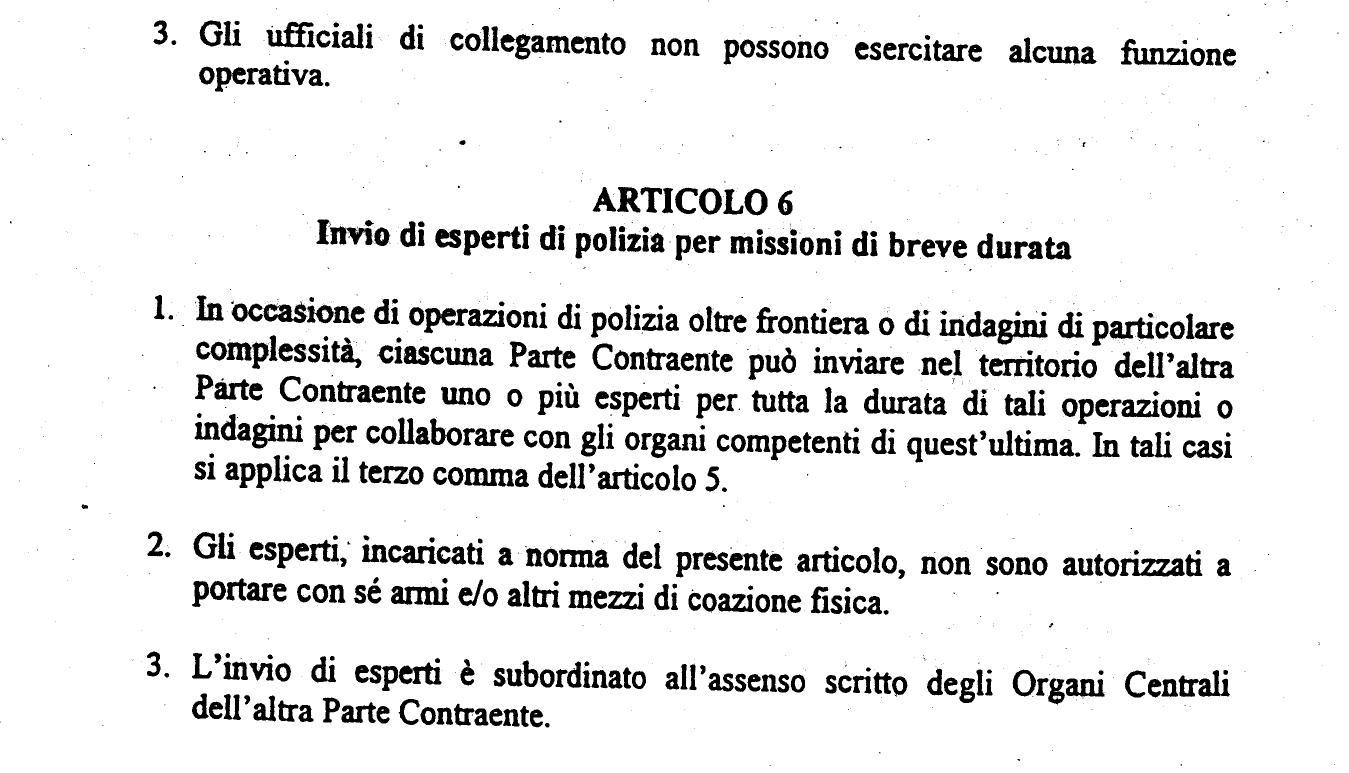 3. Gli ufficiali di collegamento non possono esercitare alcuna funzione
operativa.
ARTICOLO 6
Invio di esperti di polizia per missioni di breve durata
1. In occasione di operazioni di polizia oltre frontiera o di indagini di particolare
complessità, ciascuna Parte Contraente può inviare nel territorio dell'altra
Parte Contraente uno o più esperti per tutta la durata di tali operazioni o
indagini per collaborare con gli organi competenti di quest'ultima. In tali casi
si applica il terzo comma dell'articolo 5.
2. Gli esperti, incaricati a norma del presente articolo, non sono autorizzati a
portare con sé armi e/o altri mezzi di coazione fisica.
3. L'invio di esperti è subordinato all'assenso scritto degli Organi Centrali
dell'altra Parte Contraente.